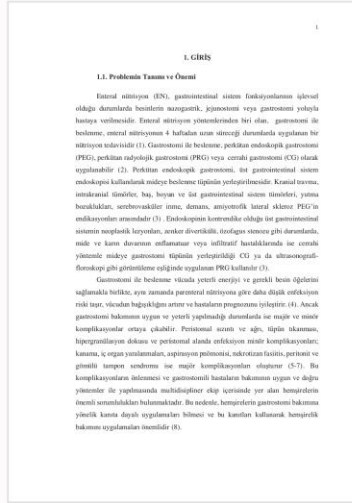 1
1. GİRİŞ
1.1. Problemin Tanımı ve Önemi
Enteral nütrisyon (EN), gastrointestinal sistem fonksiyonlarının işlevsel
olduğu durumlarda besinlerin nazogastrik, jejunostomi veya gastrostomi yoluyla
hastaya verilmesidir. Enteral nütrisyon yöntemlerinden biri olan, gastrostomi ile
beslenme, enteral nütrisyonun 4 haftadan uzun süreceği durumlarda uygulanan bir
nütrisyon tedavisidir (1). Gastrostomi ile beslenme, perkütan endoskopik gastrostomi
(PEG), perkütan radyolojik gastrostomi (PRG) veya cerrahi gastrostomi (CG) olarak
uygulanabilir (2). Perkütan endoskopik gastrostomi, üst gastrointestinal sistem
endoskopisi kullanılarak mideye beslenme tüpünün yerleştirilmesidir. Kranial travma,
intrakranial tümörler, baş, boyun ve üst gastrointestinal sistem tümörleri, yutma
bozuklukları, serebrovasküler inme, demans, amiyotrofik lateral skleroz PEG'in
endikasyonları arasındadır (3) . Endoskopinin kontrendike olduğu üst gastrointestinal
sistemin neoplastik lezyonları, zenker divertikülü, özofagus stenoze gibi durumlarda,
mide ve karın duvarının enflamatuar veya infiltratif hastalıklarında ise cerrahi
yöntemle mideye gastrostomi tüpünün yerleştirildiği CG ya da ultrasonografi-
floroskopi gibi görüntüleme eşliğinde uygulanan PRG kullanılır (3).
Gastrostomi ile beslenme vücuda yeterli enerjiyi ve gerekli besin öğelerini
sağlamakla birlikte, aynı zamanda parenteral nütrisyona göre daha düşük enfeksiyon
riski taşır, vücudun bağışıklığını artırır ve hastaların prognozunu iyileştirir. (4). Ancak
gastrostomi bakımının uygun ve yeterli yapılmadığı durumlarda ise majör ve minör
komplikasyonlar ortaya çıkabilir. Peristomal sızıntı ve ağrı, tüpün tıkanması,
hipergranülasyon dokusu ve peristomal alanda enfeksiyon minör komplikasyonları;
kanama, iç organ yaralanmaları, aspirasyon pnömonisi, nekrotizan fasiitis, peritonit ve
gömülü tampon sendromu ise majör komplikasyonları oluşturur (5-7). Bu
komplikasyonların önlenmesi ve gastrostomili hastaların bakımının uygun ve doğru
yöntemler ile yapılmasında multidisipliner ekip içerisinde yer alan hemşirelerin
önemli sorumlulukları bulunmaktadır. Bu nedenle, hemşirelerin gastrostomi bakımına
yönelik kanıta dayalı uygulamaları bilmesi ve bu kanıtları kullanarak hemşirelik
bakımını uygulamaları önemlidir (8).